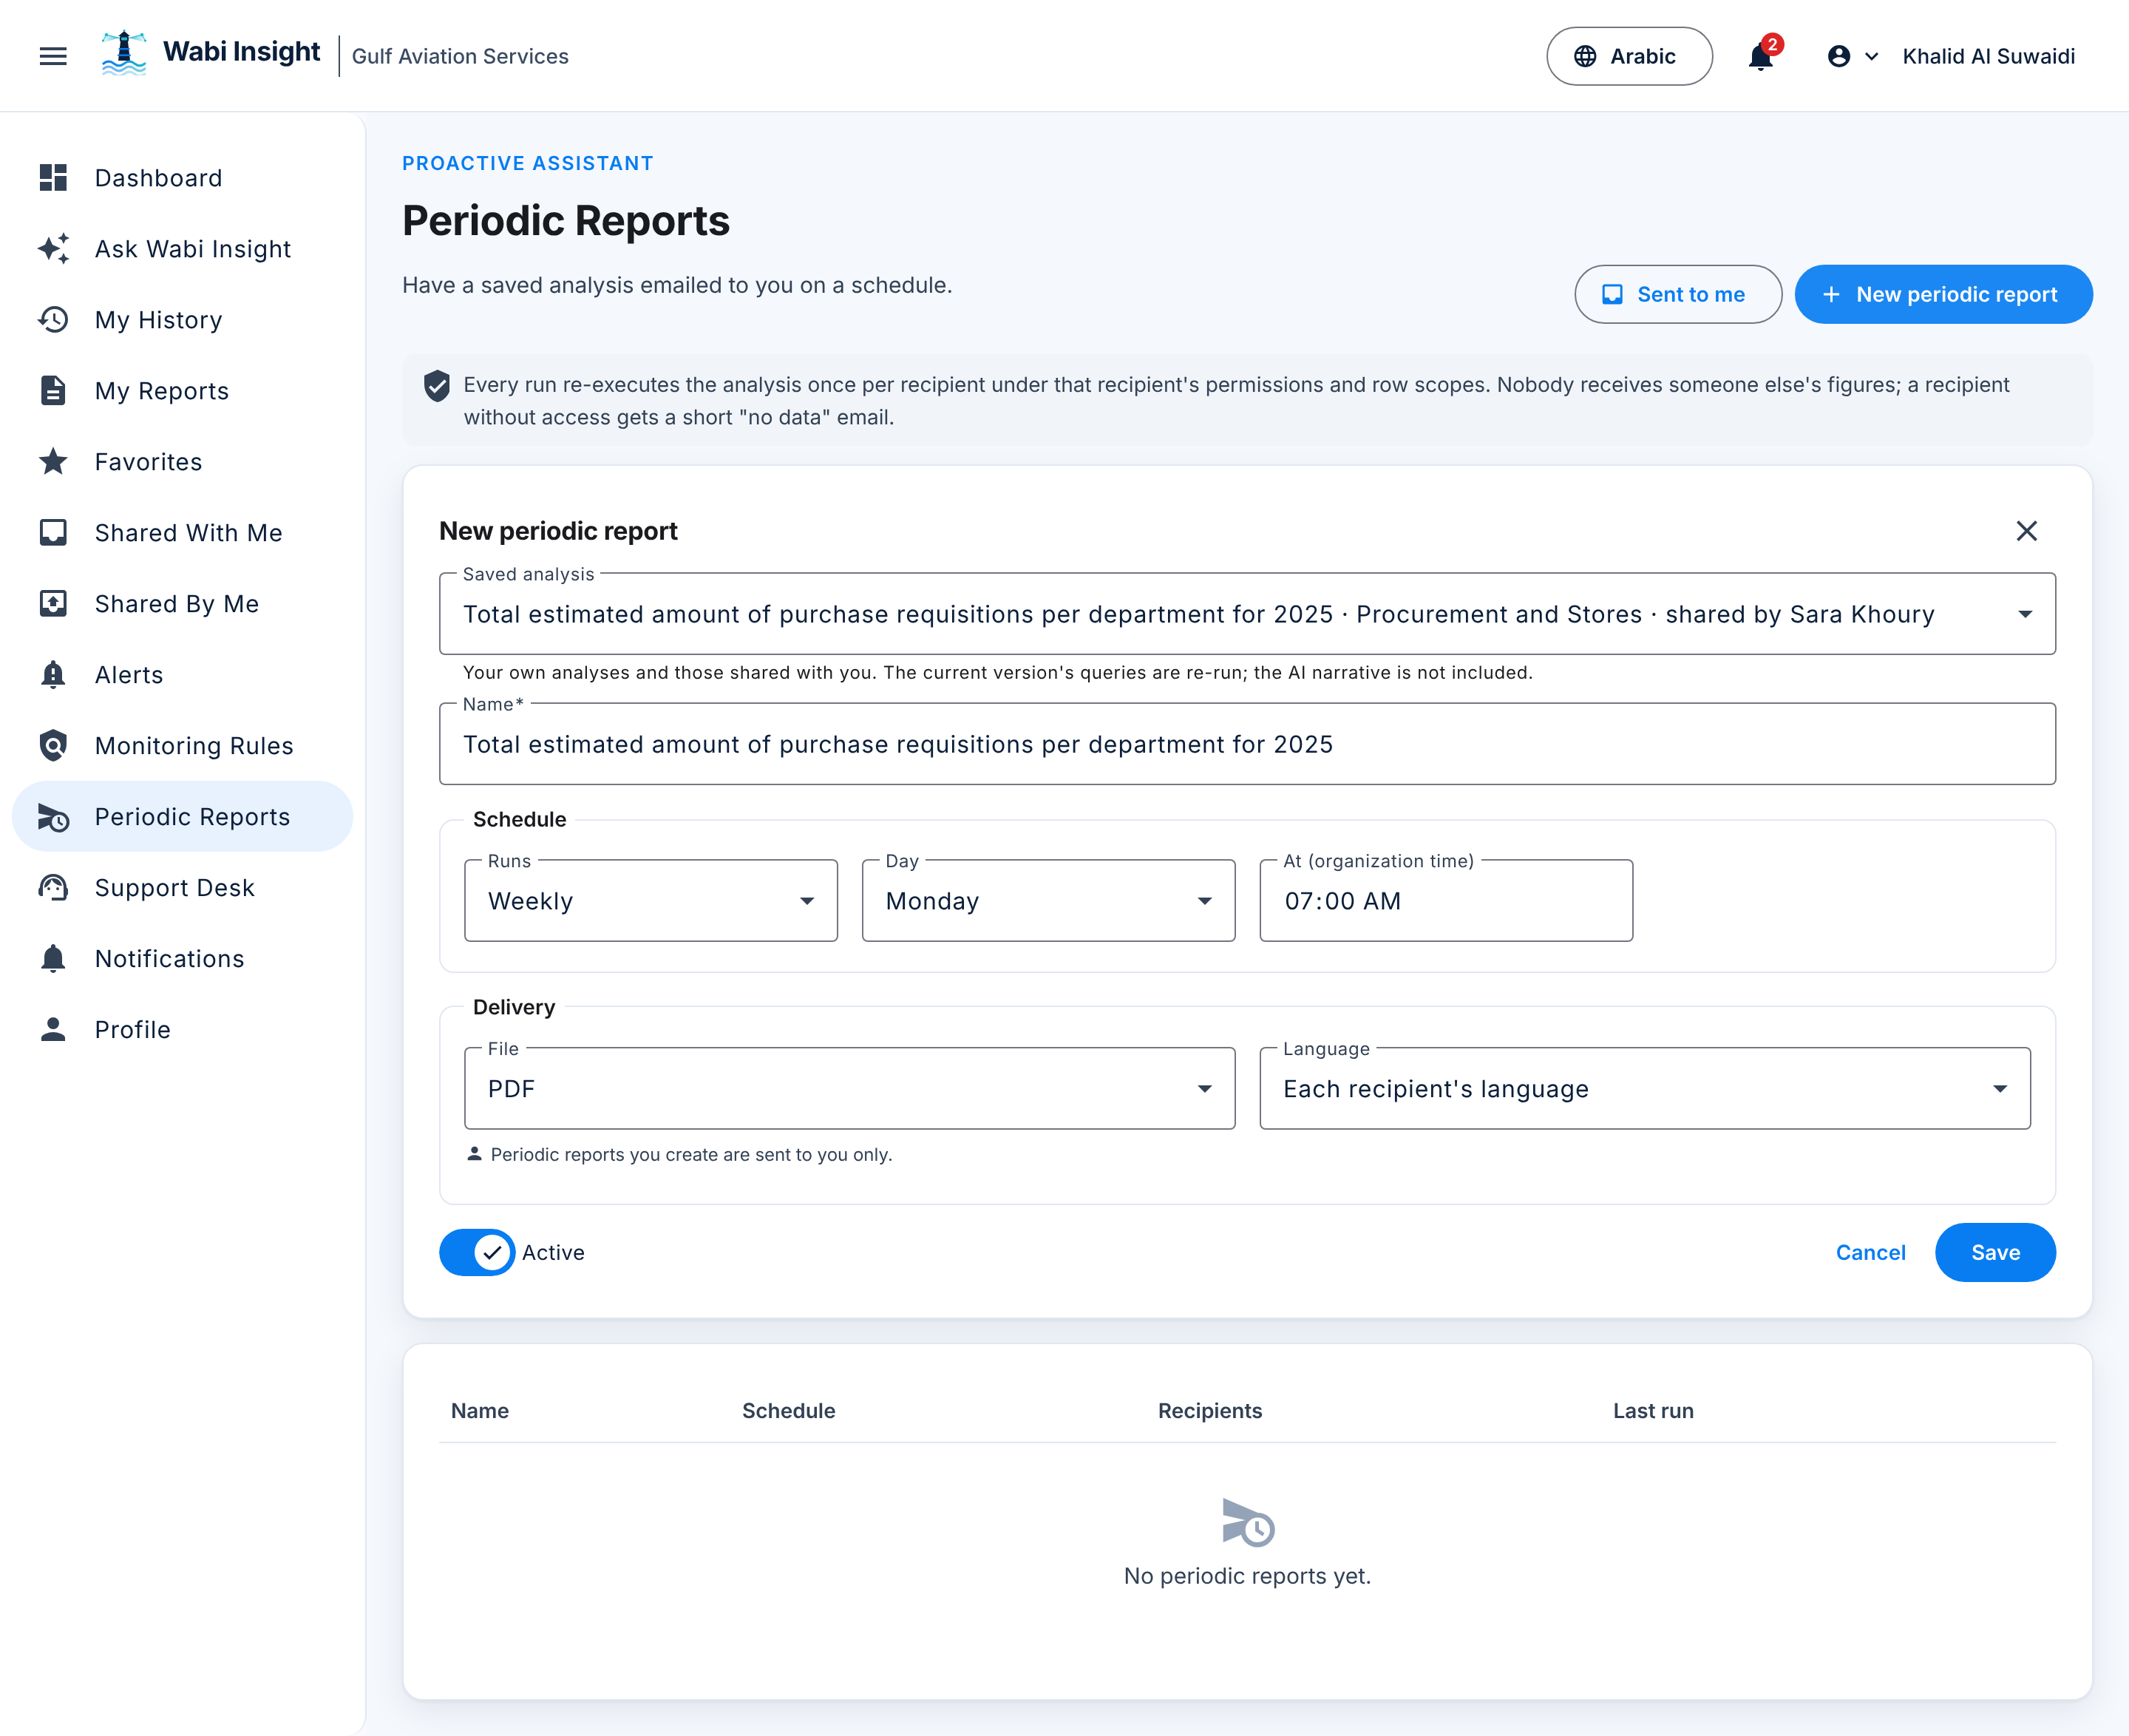 Wabi Insight
Gulf Aviation Services
Arabic
2
Khalid Al Suwaidi
Dashboard
Ask Wabi Insight
My History
My Reports
Favorites
Shared With Me
Shared By Me
Alerts
Monitoring Rules
Periodic Reports
Support Desk
Notifications
Profile
PROACTIVE ASSISTANT
Periodic Reports
Have a saved analysis emailed to you on a schedule.
Sent to me
New periodic report
Every run re-executes the analysis once per recipient under that recipient's permissions and row scopes. Nobody receives someone else's figures; a recipient
without access gets a short "no data" email.
New periodic report
Saved analysis
Total estimated amount of purchase requisitions per department for 2025 · Procurement and Stores · shared by Sara Khoury
Your own analyses and those shared with you. The current version's queries are re-run; the AI narrative is not included.
Name*
Total estimated amount of purchase requisitions per department for 2025
Schedule
Runs
Weekly
Day
Monday
At (organization time)
07:00 AM
Delivery
File
PDF
Language
Each recipient's language
Periodic reports you create are sent to you only.
Active
Cancel
Save
Name
Schedule
Recipients
Last run
No periodic reports yet.